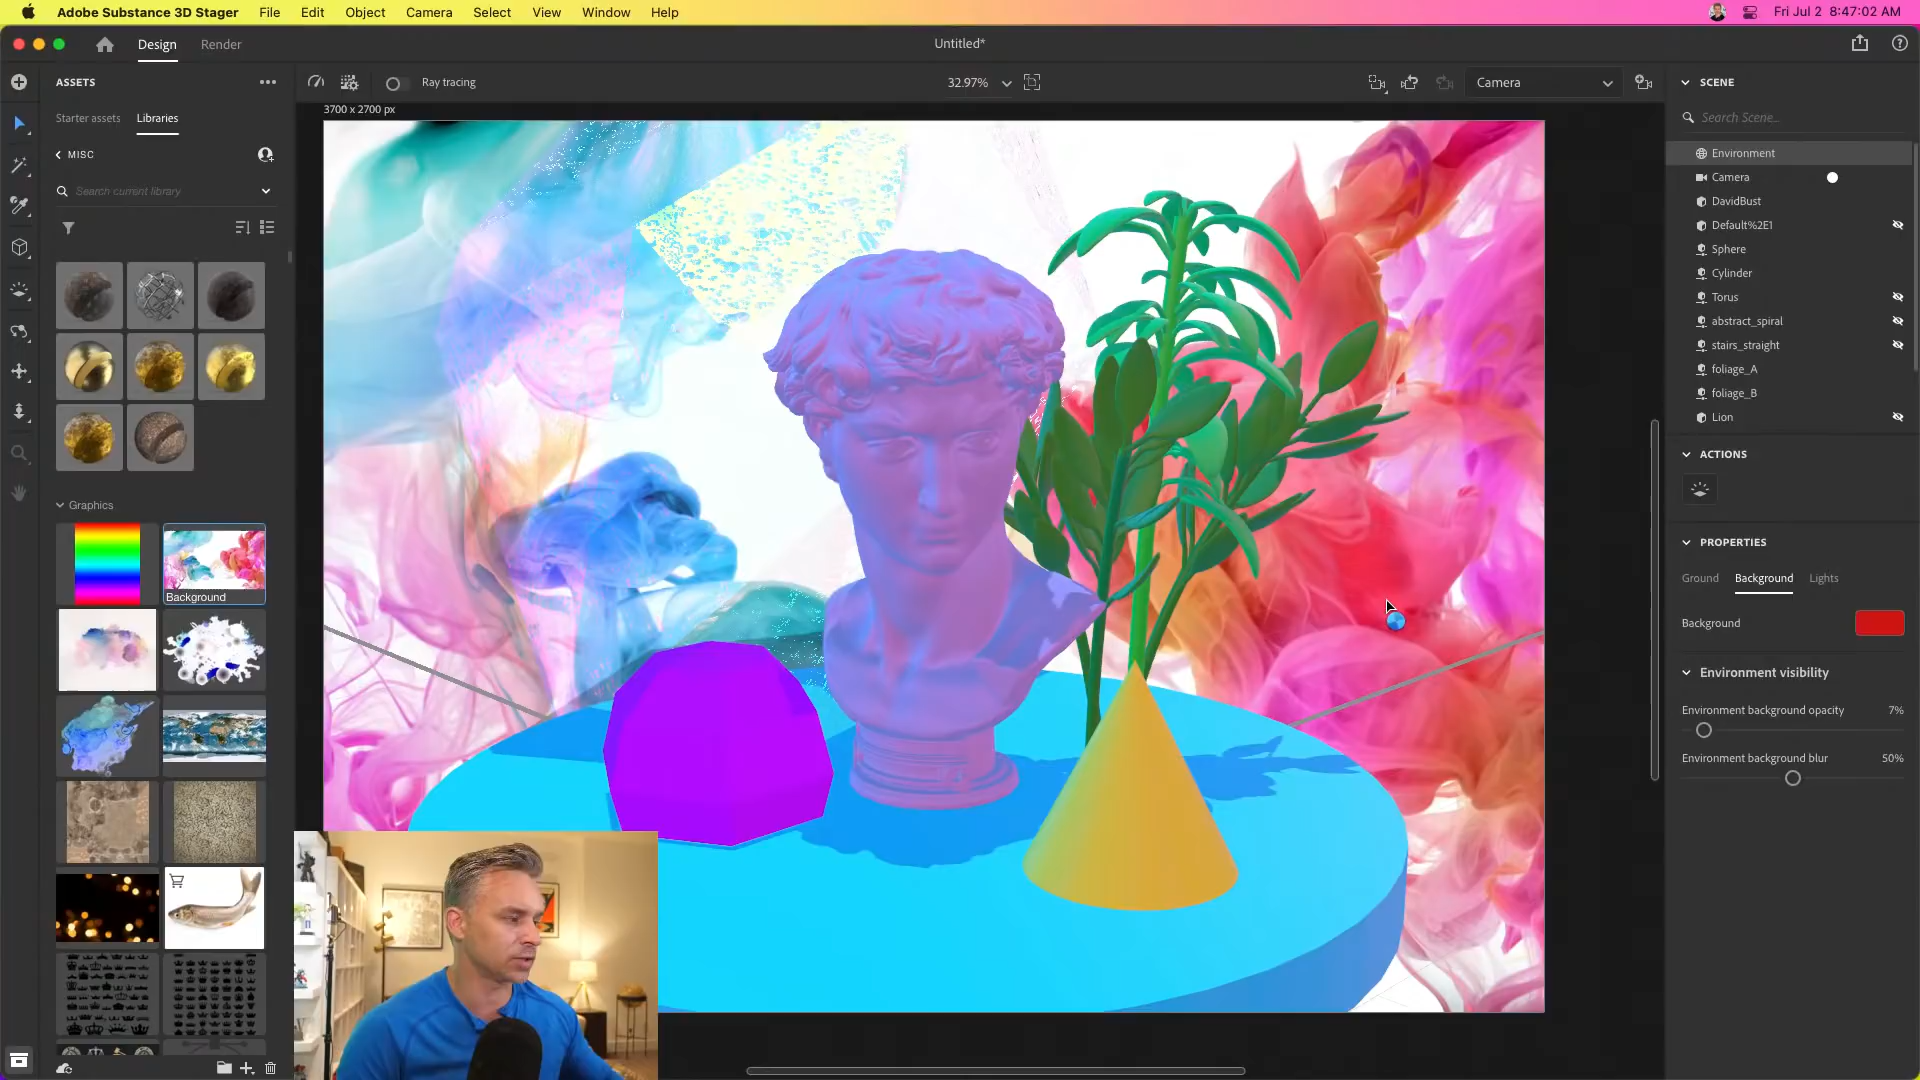 Adobe Substance 3D Stager File Edit Object Camera Select View Window Help Fri Jul 2 8:47:02 AM
Design Render Untitled*
ASSETS
Ray tracing
32.97%
Camera
SCENE
3700 x 2700 px
Starter assets Libraries
Search Scene...
MISC
Search current library
Environment
Camera
DavidBust
Default%2E1
Sphere
Cylinder
Torus
abstract_spiral
stairs_straight
foliage_A
foliage_B
Lion
ACTIONS
Graphics
Background
PROPERTIES
Ground Background Lights
Background
Environment visibility
Environment background opacity 7%
Environment background blur 50%